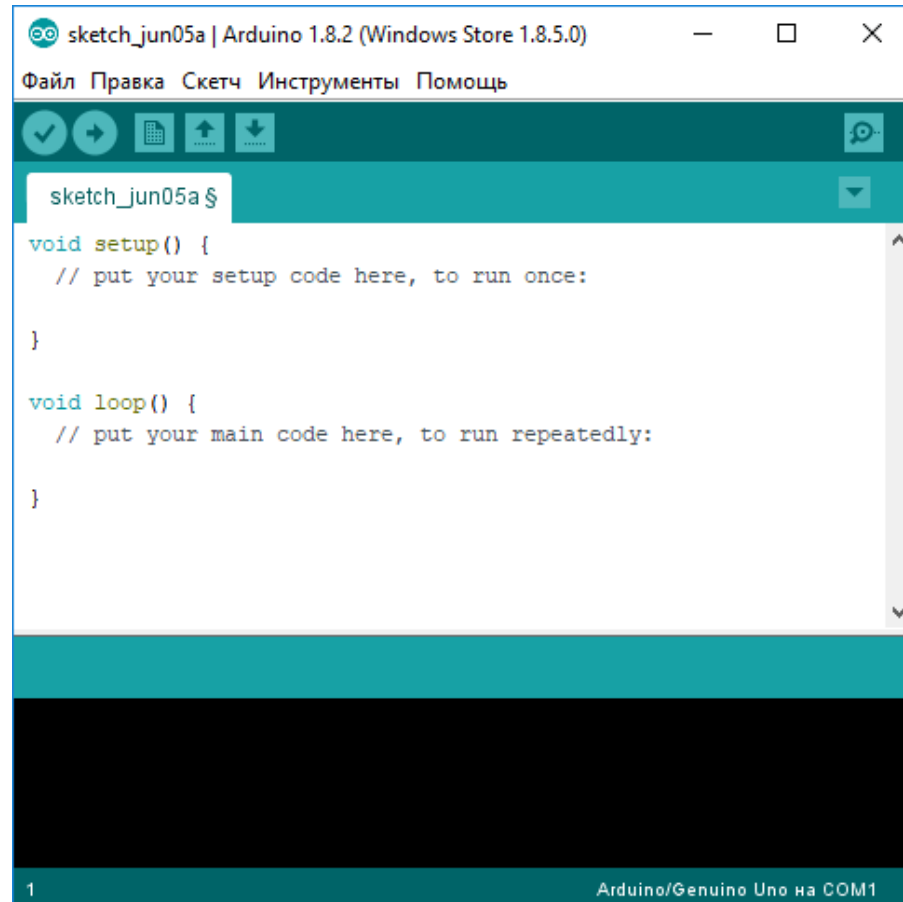 sketch_jun05a | Arduino 1.8.2 (Windows Store 1.8.5.0)
Файл Правка Скетч Инструменты Помощь
sketch_jun05a §
void setup() {
  // put your setup code here, to run once:
}
void loop() {
  // put your main code here, to run repeatedly:
}
1 Arduino/Genuino Uno на COM1